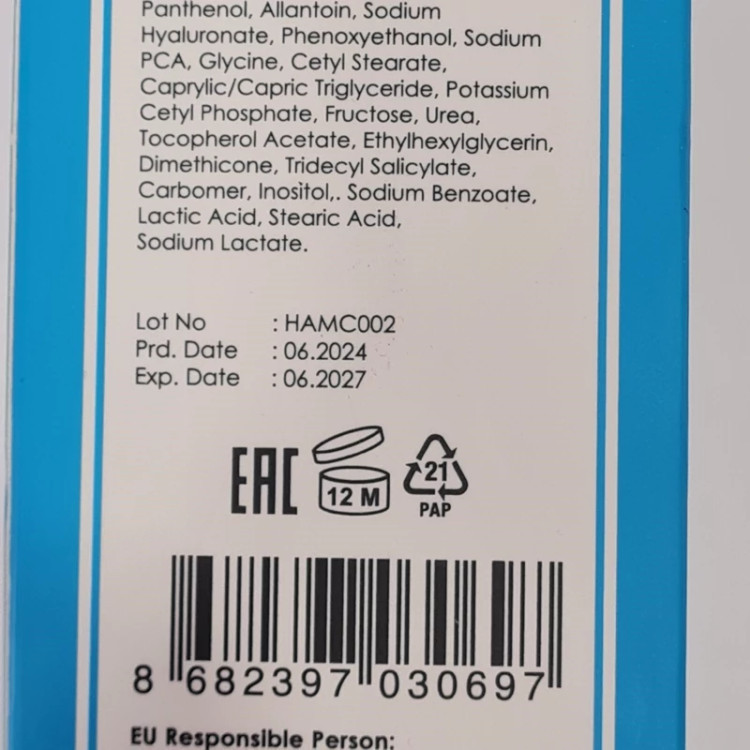 Panthenol, Allantoin, Sodium
Hyaluronate, Phenoxyethanol, Sodium
PCA, Glycine, Cetyl Stearate,
Caprylic/Capric Triglyceride, Potassium
Cetyl Phosphate, Fructose, Urea,
Tocopherol Acetate, Ethylhexylglycerin,
Dimethicone, Tridecyl Salicylate,
Carbomer, Inositol,. Sodium Benzoate,
Lactic Acid, Stearic Acid,
Sodium Lactate.
Lot No : HAMC002
Prd. Date : 06.2024
Exp. Date : 06.2027
EAC 12 M 21
PAP
8 682397 030697
EU Responsible Person: